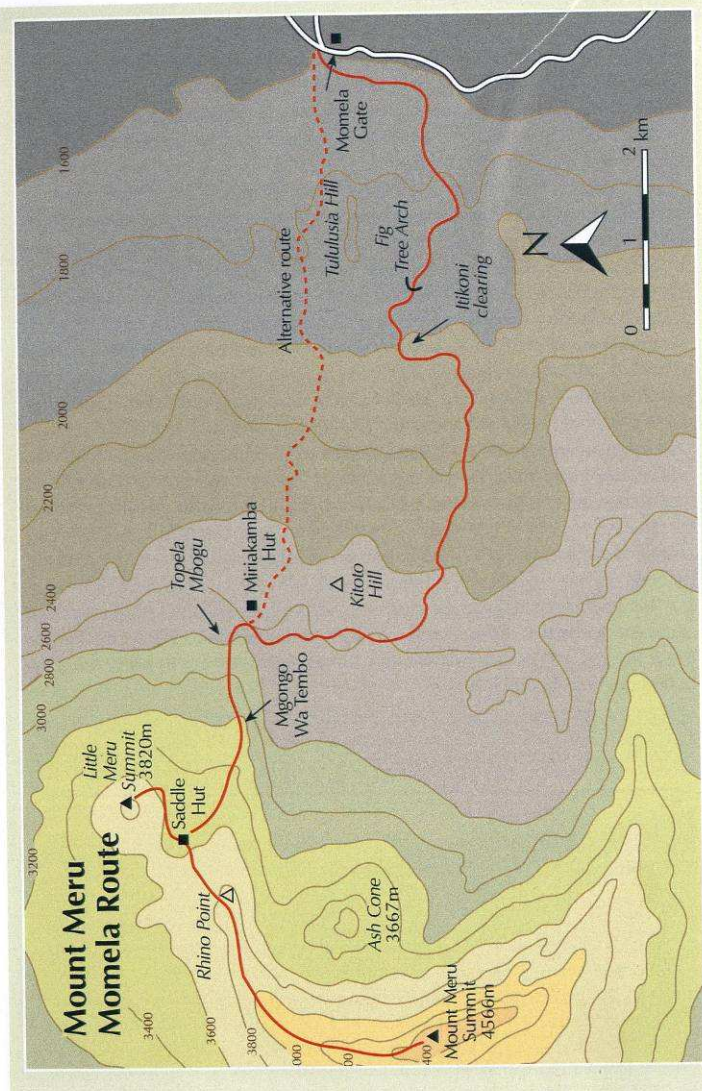 Mount Meru
Momela Route
Little
Meru
Summit
3820m
Saddle
Hut
Rhino Point
Ash Cone
3667m
Mount Meru
Summit
4566m
Topela
Mbogu
Mgongo
Wa Tembo
Miriakamba
Hut
Kitoto
Hill
Alternative route
Tululusia Hill
Momela
Gate
Fig
Tree Arch
Itikoni
clearing
N
0 1 2
km
3200
3400
3600
3800
3000
2800
2600
2400
2200
2000
1800
1600